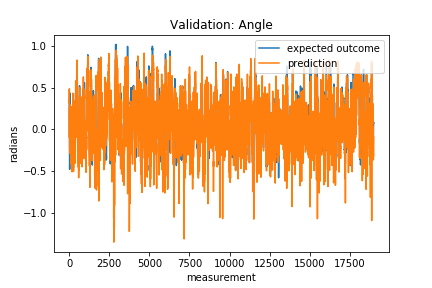 Validation: Angle
expected outcome
prediction
radians
1.0
0.5
0.0
−0.5
−1.0
0 2500 5000 7500 10000 12500 15000 17500
measurement